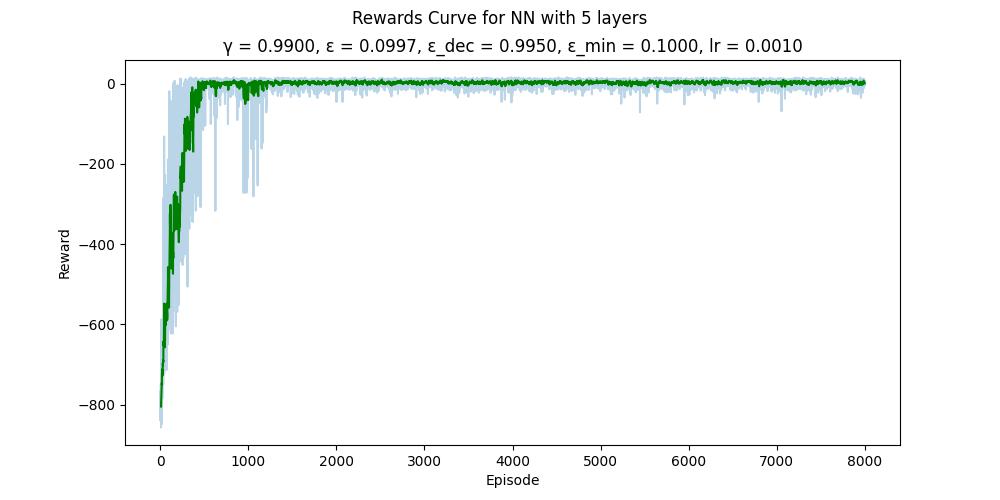 Rewards Curve for NN with 5 layers
γ = 0.9900, ε = 0.0997, ε_dec = 0.9950, ε_min = 0.1000, lr = 0.0010
0
−200
−400
−600
−800
Reward
0 1000 2000 3000 4000 5000 6000 7000 8000
Episode